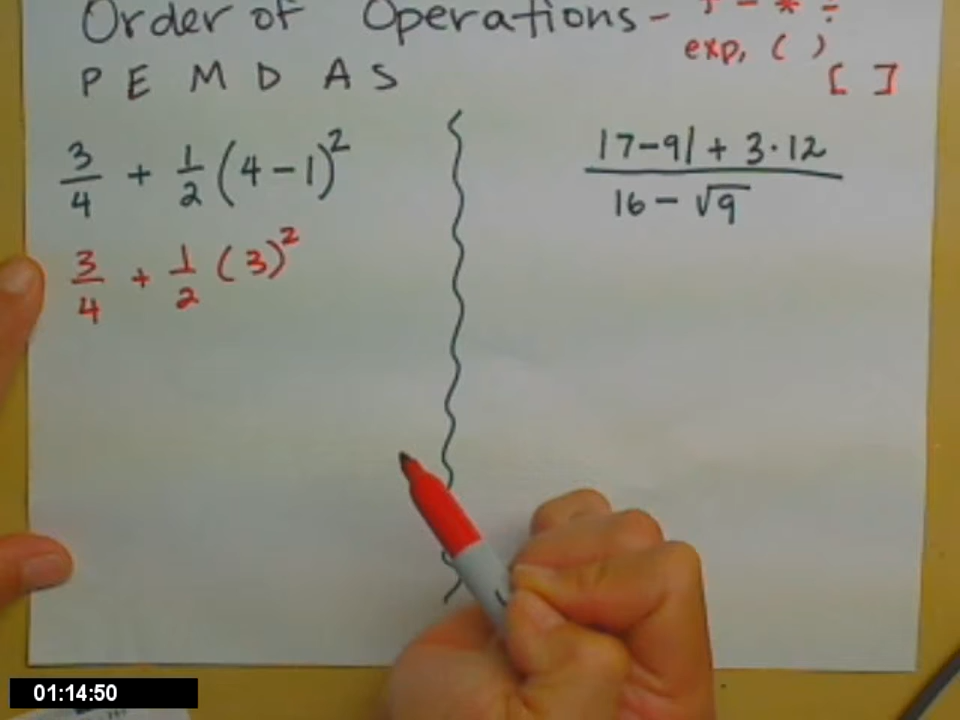 Order of Operations - + - * ÷
exp, ( )
[ ]
P E M D A S
3/4 + 1/2 (4 - 1)²
3/4 + 1/2 (3)²
|7-9| + 3·12
16 - √9
01:14:50